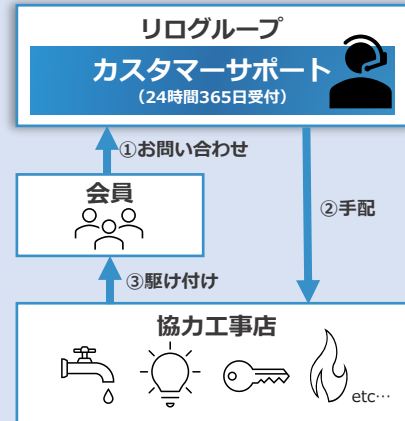 リログループ
カスタマーサポート
（24時間365日受付）
①お問い合わせ
会員
②手配
③駆け付け
協力工事店
etc…